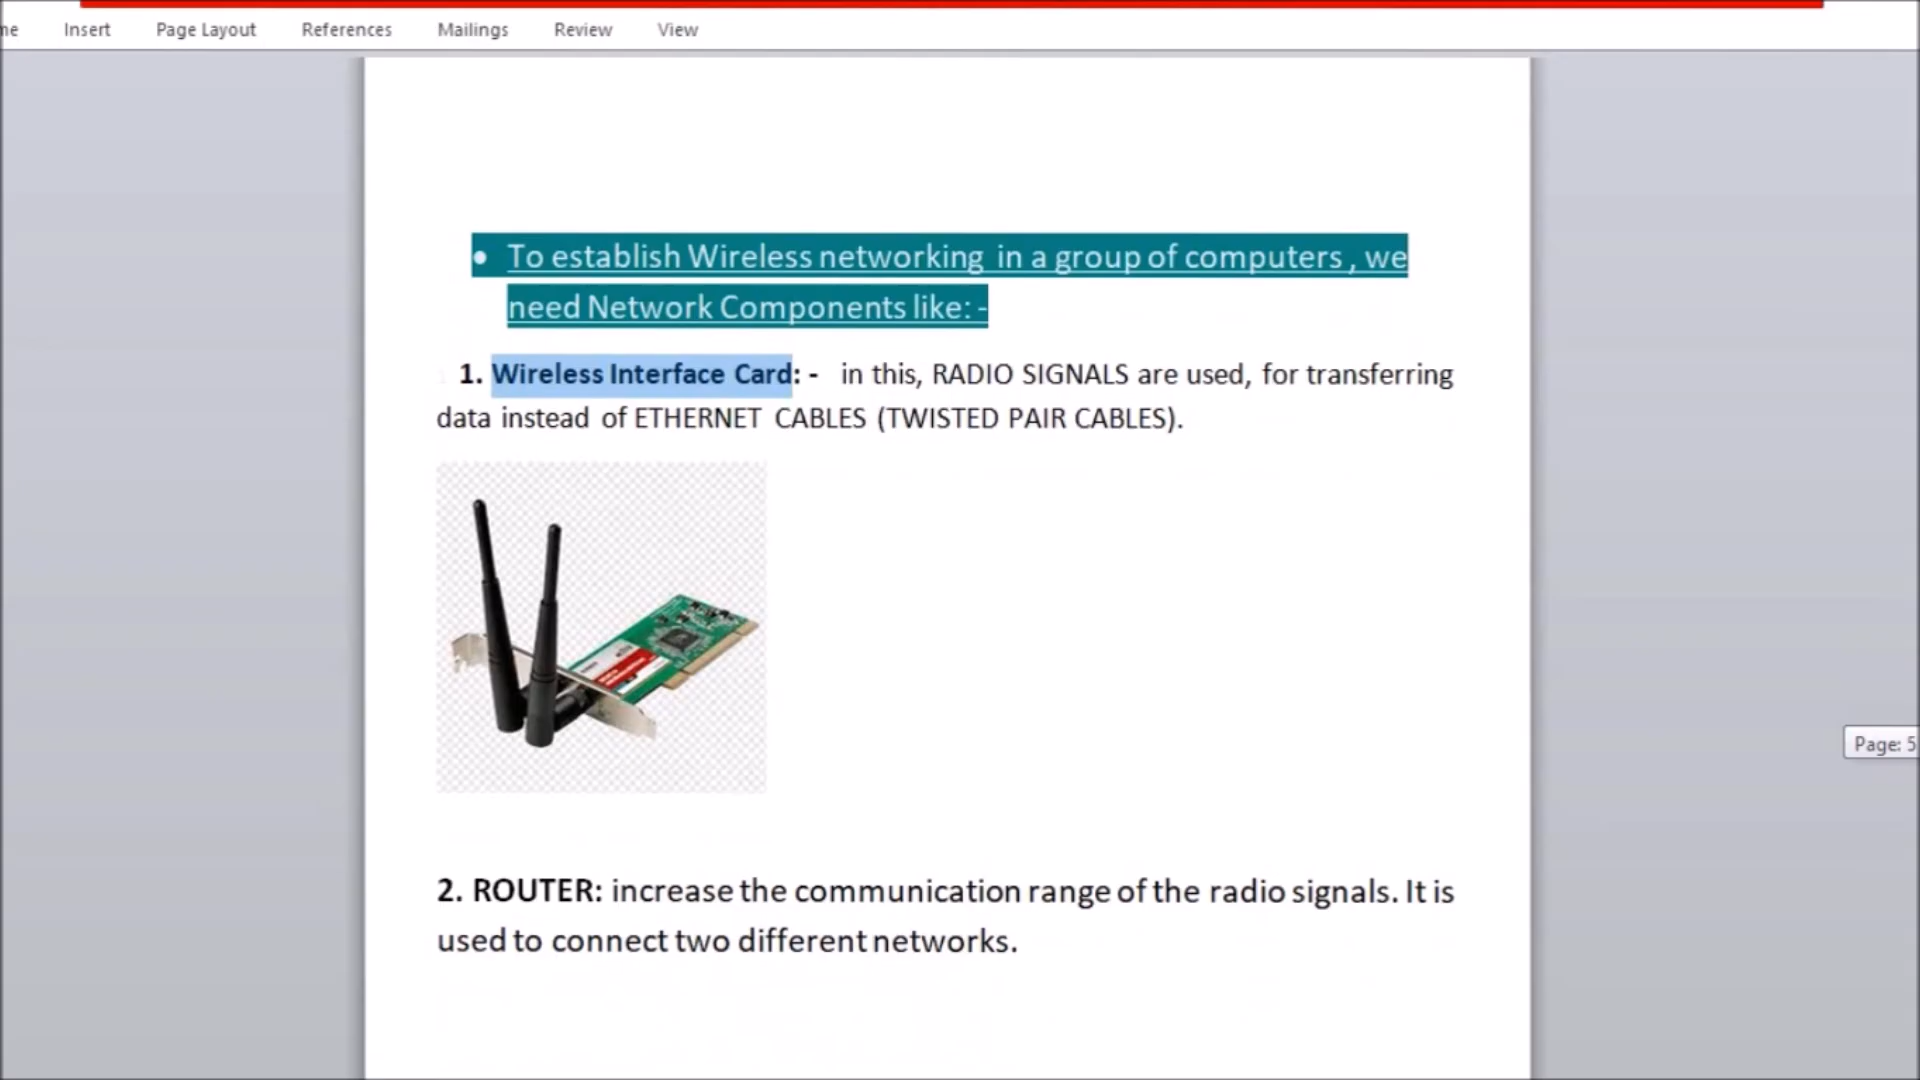 me Insert Page Layout References Mailings Review View
• To establish Wireless networking in a group of computers , we
need Network Components like: -
1. Wireless Interface Card: - in this, RADIO SIGNALS are used, for transferring
data instead of ETHERNET CABLES (TWISTED PAIR CABLES).
Page: 5
2. ROUTER: increase the communication range of the radio signals. It is
used to connect two different networks.